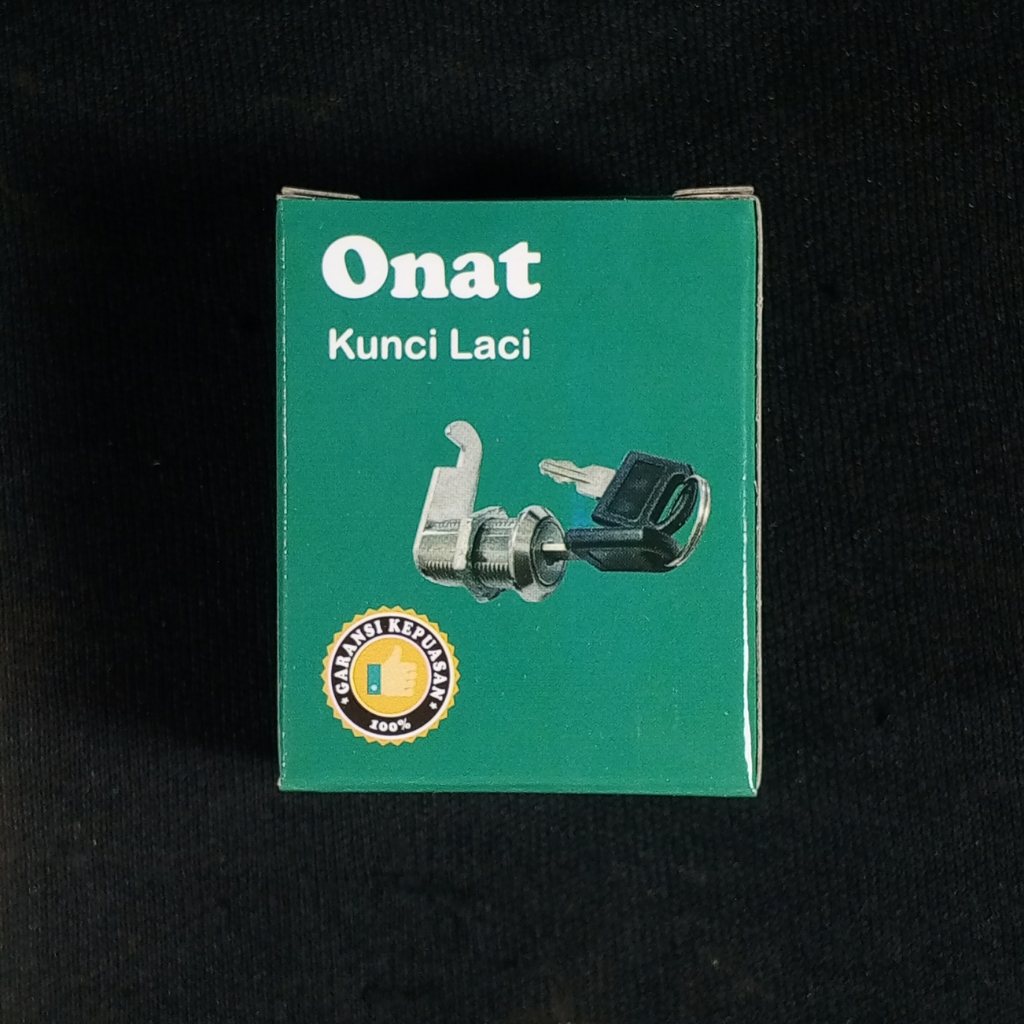 Onat
Kunci Laci
GARANSI KEPUASAN
100%